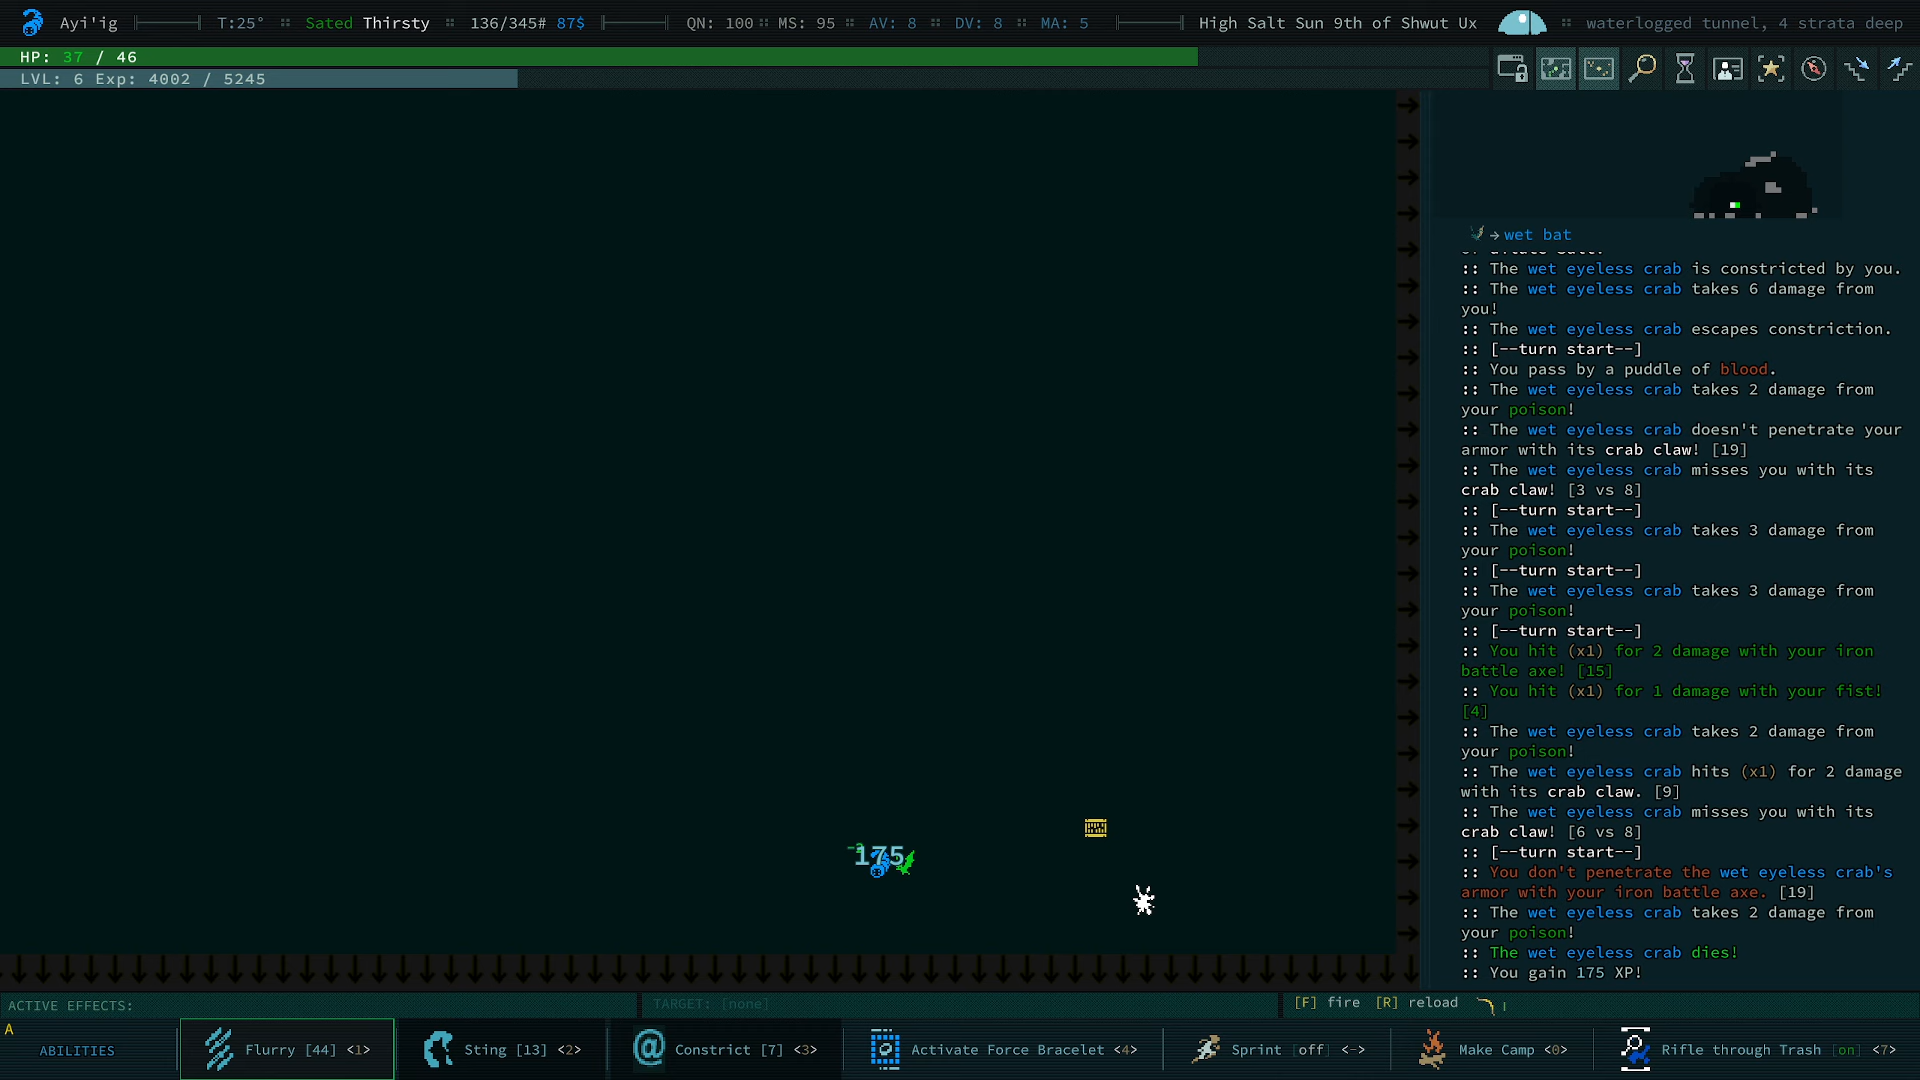 Ayi'ig T:25° Sated Thirsty 136/345# 87$ QN: 100 MS: 95 AV: 8 DV: 8 MA: 5 High Salt Sun 9th of Shwut Ux waterlogged tunnel, 4 strata deep
HP: 37 / 46
LVL: 6 Exp: 4002 / 5245
wet bat
:: The wet eyeless crab is constricted by you.
:: The wet eyeless crab takes 6 damage from
you!
:: The wet eyeless crab escapes constriction.
:: [--turn start--]
:: You pass by a puddle of blood.
:: The wet eyeless crab takes 2 damage from
your poison!
:: The wet eyeless crab doesn't penetrate your
armor with its crab claw! [19]
:: The wet eyeless crab misses you with its
crab claw! [3 vs 8]
:: [--turn start--]
:: The wet eyeless crab takes 3 damage from
your poison!
:: [--turn start--]
:: The wet eyeless crab takes 3 damage from
your poison!
:: [--turn start--]
:: You hit (x1) for 2 damage with your iron
battle axe! [15]
:: You hit (x1) for 1 damage with your fist!
[4]
:: The wet eyeless crab takes 2 damage from
your poison!
:: The wet eyeless crab hits (x1) for 2 damage
with its crab claw. [9]
:: The wet eyeless crab misses you with its
crab claw! [6 vs 8]
:: [--turn start--]
:: You don't penetrate the wet eyeless crab's
armor with your iron battle axe. [19]
:: The wet eyeless crab takes 2 damage from
your poison!
:: The wet eyeless crab dies!
:: You gain 175 XP!
175
ACTIVE EFFECTS: TARGET: [none] [F] fire [R] reload
A
ABILITIES Flurry [44] <1> Sting [13] <2> Constrict [7] <3> Activate Force Bracelet <4> Sprint [off] <-> Make Camp <0> Rifle through Trash [on] <7>